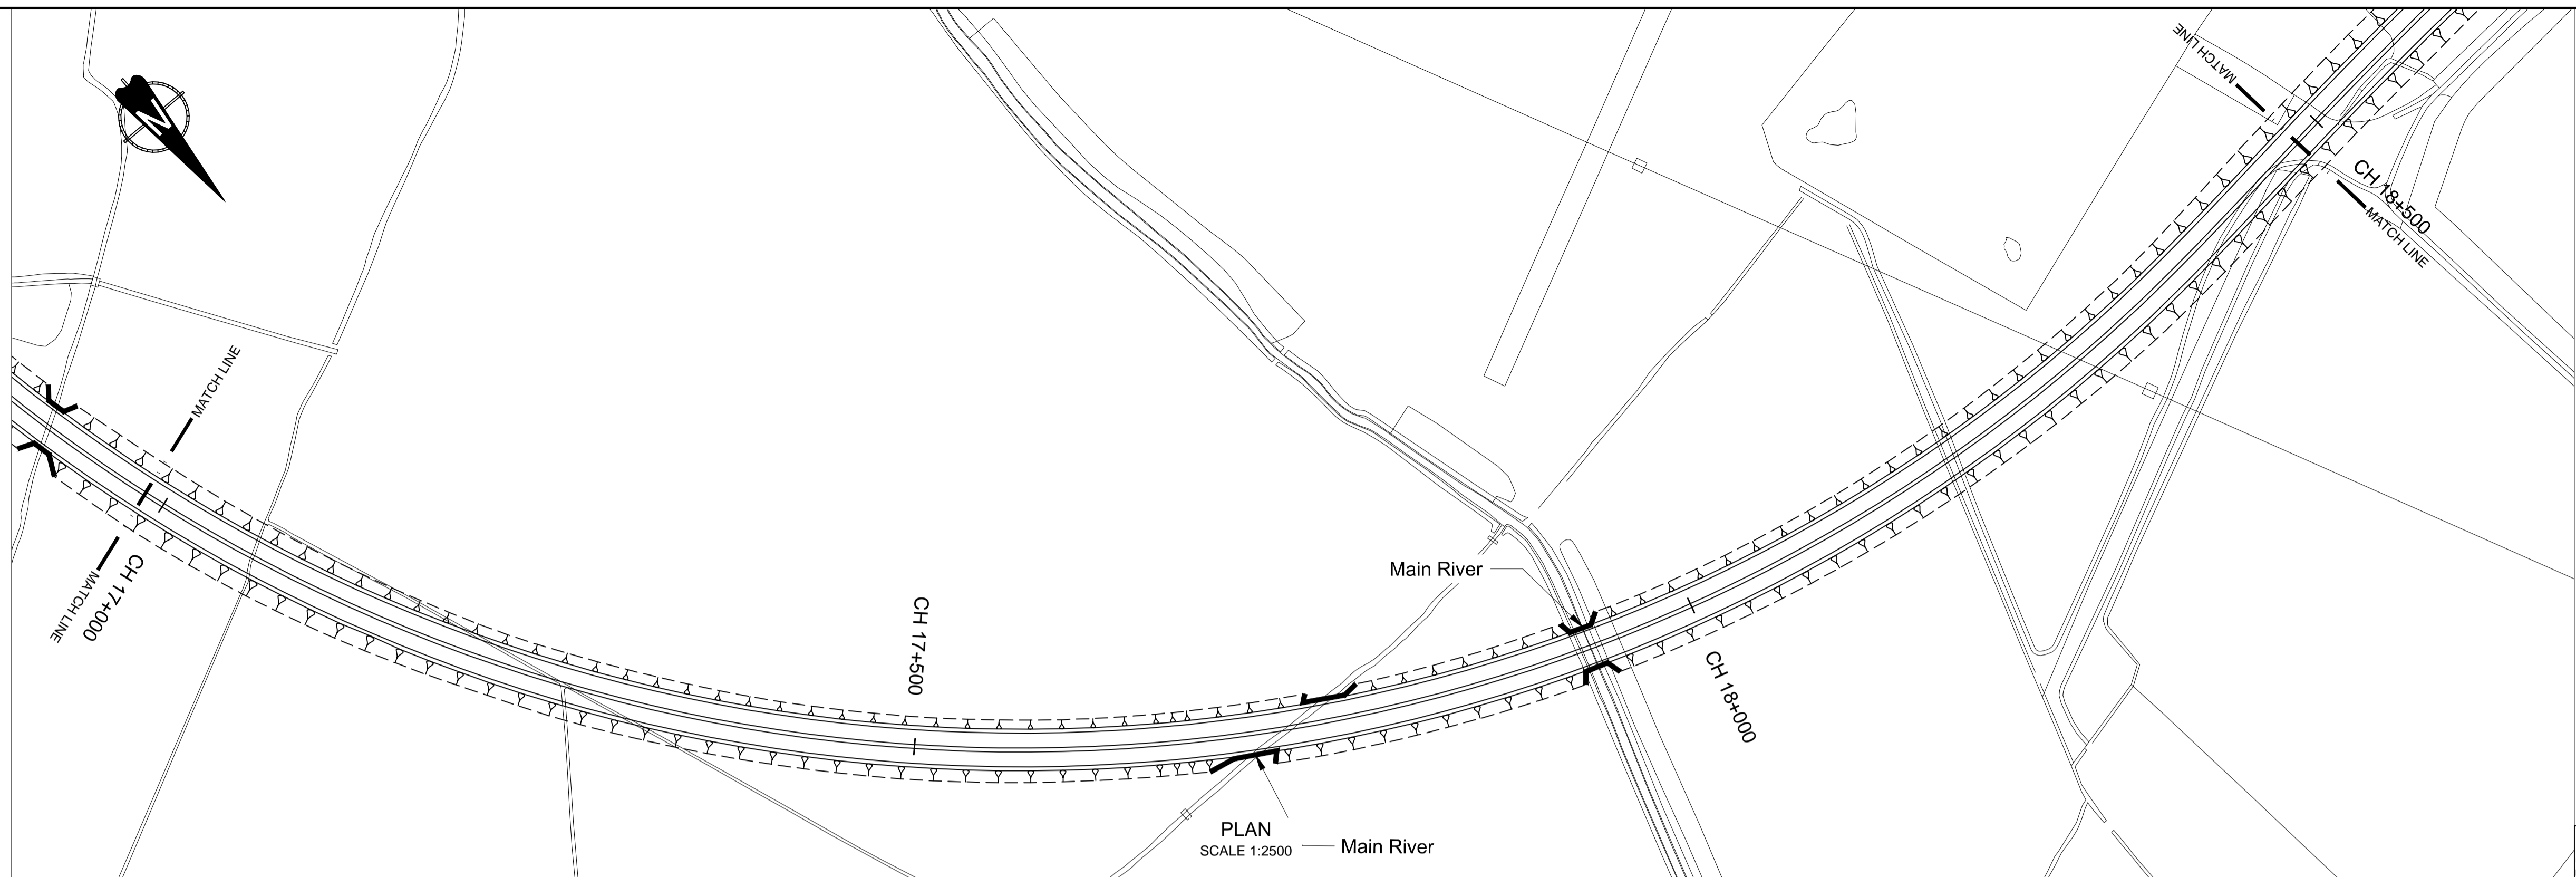 N
MATCH LINE
MATCH LINE
CH 17+000
CH 17+500
Main River
PLAN
SCALE 1:2500
Main River
CH 18+000
MATCH LINE
CH 18+500
MATCH LINE